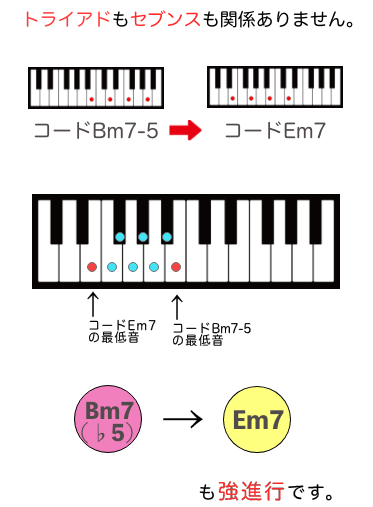 トライアドもセブンスも関係ありません。
コードBm7-5
コードEm7
コードEm7
の最低音
コードBm7-5
の最低音
Bm7
(♭5)
Em7
も強進行です。